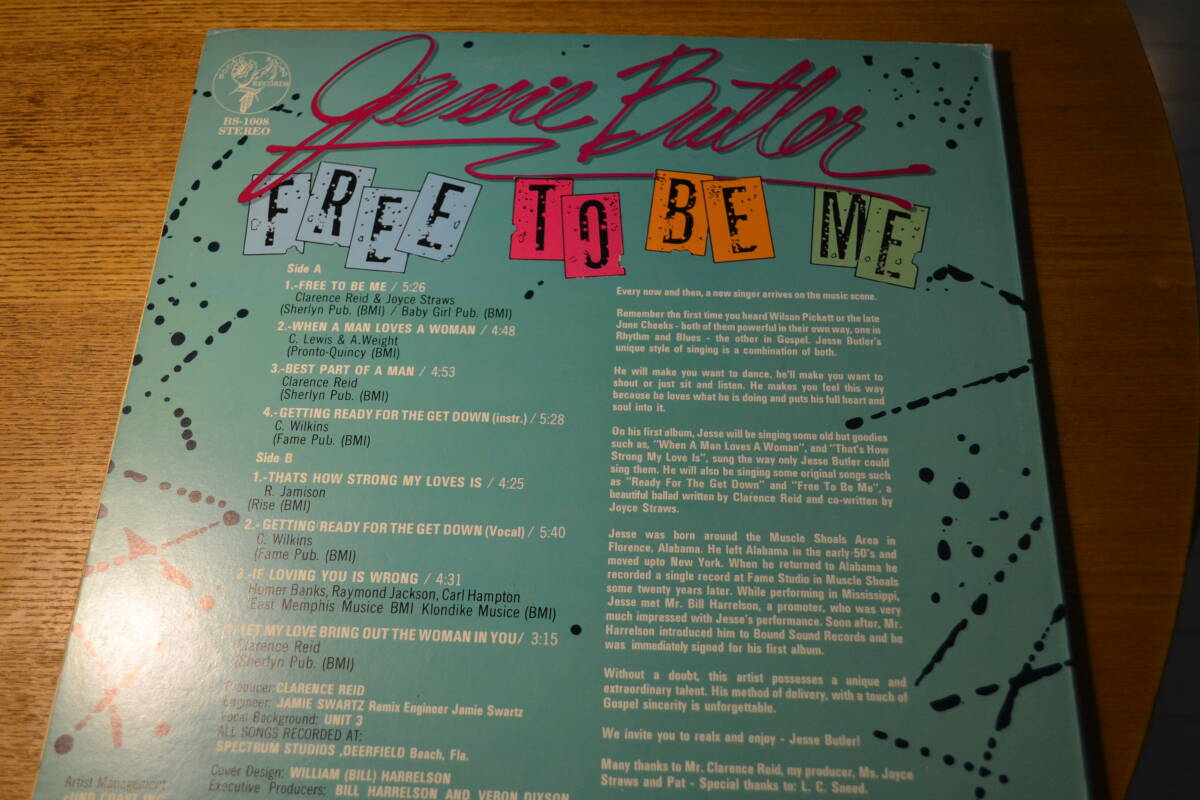 RECORDS
BS-1008
STEREO
Jessie Butler
FREE TO BE ME
Side A
1.-FREE TO BE ME / 5:26
Clarence Reid & Joyce Straws
(Sherlyn Pub. (BMI) / Baby Girl Pub. (BMI)
2.-WHEN A MAN LOVES A WOMAN / 4:48
C. Lewis & A.Weight
(Pronto-Quincy (BMI)
3.-BEST PART OF A MAN / 4:53
Clarence Reid
(Sherlyn Pub. (BMI)
4.-GETTING READY FOR THE GET DOWN (instr.) / 5:28
C. Wilkins
(Fame Pub. (BMI)
Side B
1.-THATS HOW STRONG MY LOVES IS / 4:25
R. Jamison
(Rise (BMI)
2.-GETTING READY FOR THE GET DOWN (Vocal) / 5:40
C. Wilkins
(Fame Pub. (BMI)
3.-IF LOVING YOU IS WRONG / 4:31
Homer Banks, Raymond Jackson, Carl Hampton
East Memphis Musice BMI Klondike Musice (BMI)
LET MY LOVE BRING OUT THE WOMAN IN YOU/ 3:15
Clarence Reid
(Sherlyn Pub. (BMI)
Producer: CLARENCE REID
Engineer: JAMIE SWARTZ Remix Engineer Jamie Swartz
Vocal Background: UNIT 3
ALL SONGS RECORDED AT:
SPECTRUM STUDIOS ,DEERFIELD Beach, Fla.
Cover Design: WILLIAM (BILL) HARRELSON
Executive Producers: BILL HARRELSON AND VERON DIXSON
Artist Management
COAST INC
Every now and then, a new singer arrives on the music scene.
Remember the first time you heard Wilson Pickett or the late
June Cheeks - both of them powerful in their own way, one in
Rhythm and Blues - the other in Gospel. Jesse Butler's
unique style of singing is a combination of both.
He will make you want to dance, he'll make you want to
shout or just sit and listen. He makes you feel this way
because he loves what he is doing and puts his full heart and
soul into it.
On his first album, Jesse will be singing some old but goodies
such as, "When A Man Loves A Woman", and "That's How
Strong My Love Is", sung the way only Jesse Butler could
sing them. He will also be singing some original songs such
as "Ready For The Get Down" and "Free To Be Me", a
beautiful ballad written by Clarence Reid and co-written by
Joyce Straws.
Jesse was born around the Muscle Shoals Area in
Florence, Alabama. He left Alabama in the early 50's and
moved upto New York. When he returned to Alabama he
recorded a single record at Fame Studio in Muscle Shoals
some twenty years later. While performing in Mississippi,
Jesse met Mr. Bill Harrelson, a promoter, who was very
much impressed with Jesse's performance. Soon after, Mr.
Harrelson introduced him to Bound Sound Records and he
was immediately signed for his first album.
Without a doubt, this artist possesses a unique and
extraordinary talent. His method of delivery, with a touch of
Gospel sincerity is unforgettable.
We invite you to realx and enjoy - Jesse Butler!
Many thanks to Mr. Clarence Reid, my producer, Ms. Joyce
Straws and Pat - Special thanks to: L. C. Sneed.